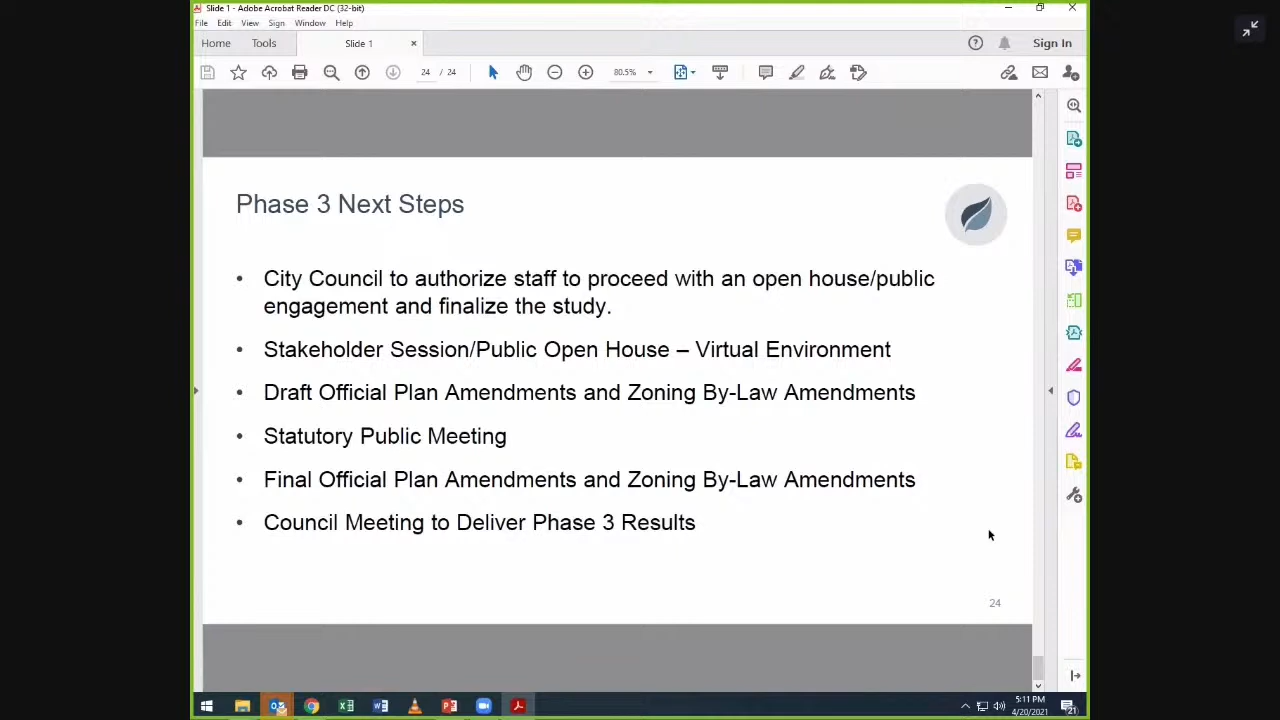 Slide 1 - Adobe Acrobat Reader DC (32-bit)
File Edit View Sign Window Help
Home Tools Slide 1 Sign In
24 / 24 80.5%
Phase 3 Next Steps
• City Council to authorize staff to proceed with an open house/public
engagement and finalize the study.
• Stakeholder Session/Public Open House – Virtual Environment
• Draft Official Plan Amendments and Zoning By-Law Amendments
• Statutory Public Meeting
• Final Official Plan Amendments and Zoning By-Law Amendments
• Council Meeting to Deliver Phase 3 Results
24
5:11 PM
4/20/2021
21